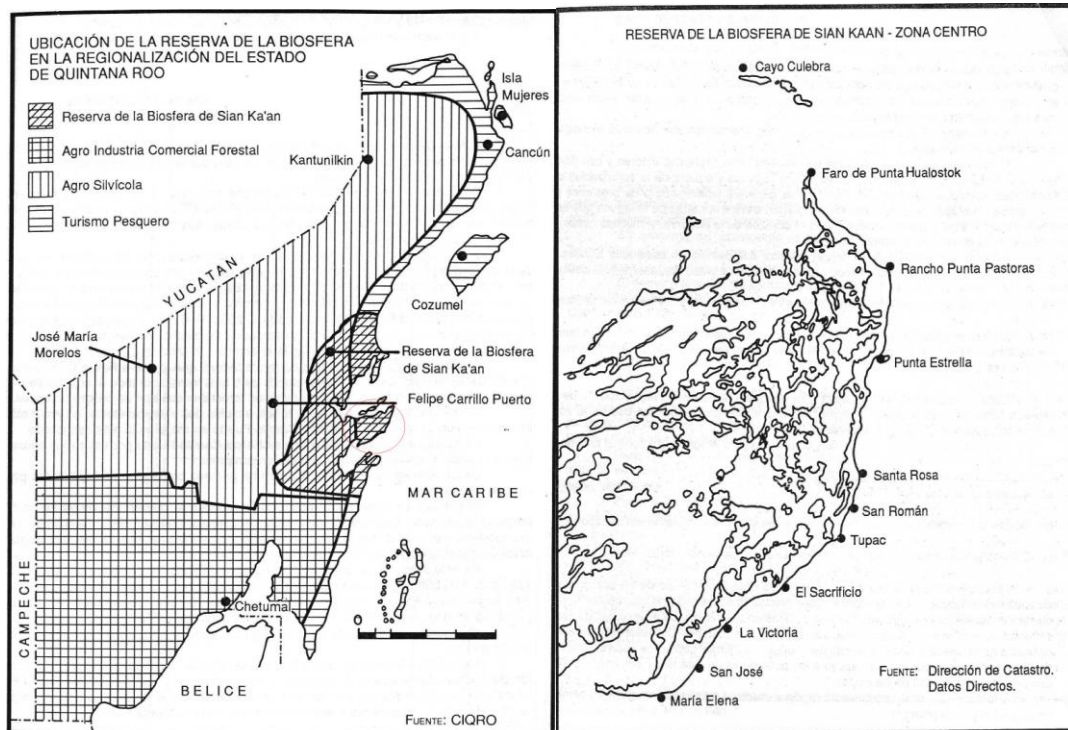 UBICACIÓN DE LA RESERVA DE LA BIOSFERA
EN LA REGIONALIZACIÓN DEL ESTADO
DE QUINTANA ROO
Reserva de la Biosfera de Sian Ka'an
Agro Industria Comercial Forestal
Agro Silvícola
Turismo Pesquero
Isla
Mujeres
Cancún
Kantunilkin
YUCATAN
Cozumel
José María
Morelos
Reserva de la Biosfera
de Sian Ka'an
Felipe Carrillo Puerto
MAR CARIBE
CAMPECHE
Chetumal
BELICE
FUENTE: CIQRO
RESERVA DE LA BIOSFERA DE SIAN KAAN - ZONA CENTRO
Cayo Culebra
Faro de Punta Hualostok
Rancho Punta Pastoras
Punta Estrella
Santa Rosa
San Román
Tupac
El Sacrificio
La Victoria
San José
María Elena
FUENTE: Dirección de Catastro.
Datos Directos.